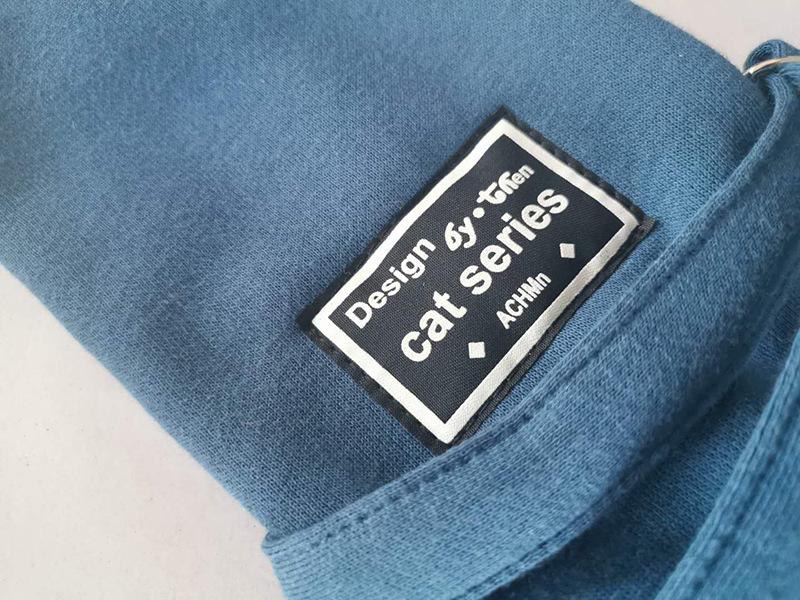 Design by·then
cat series
ACHMn